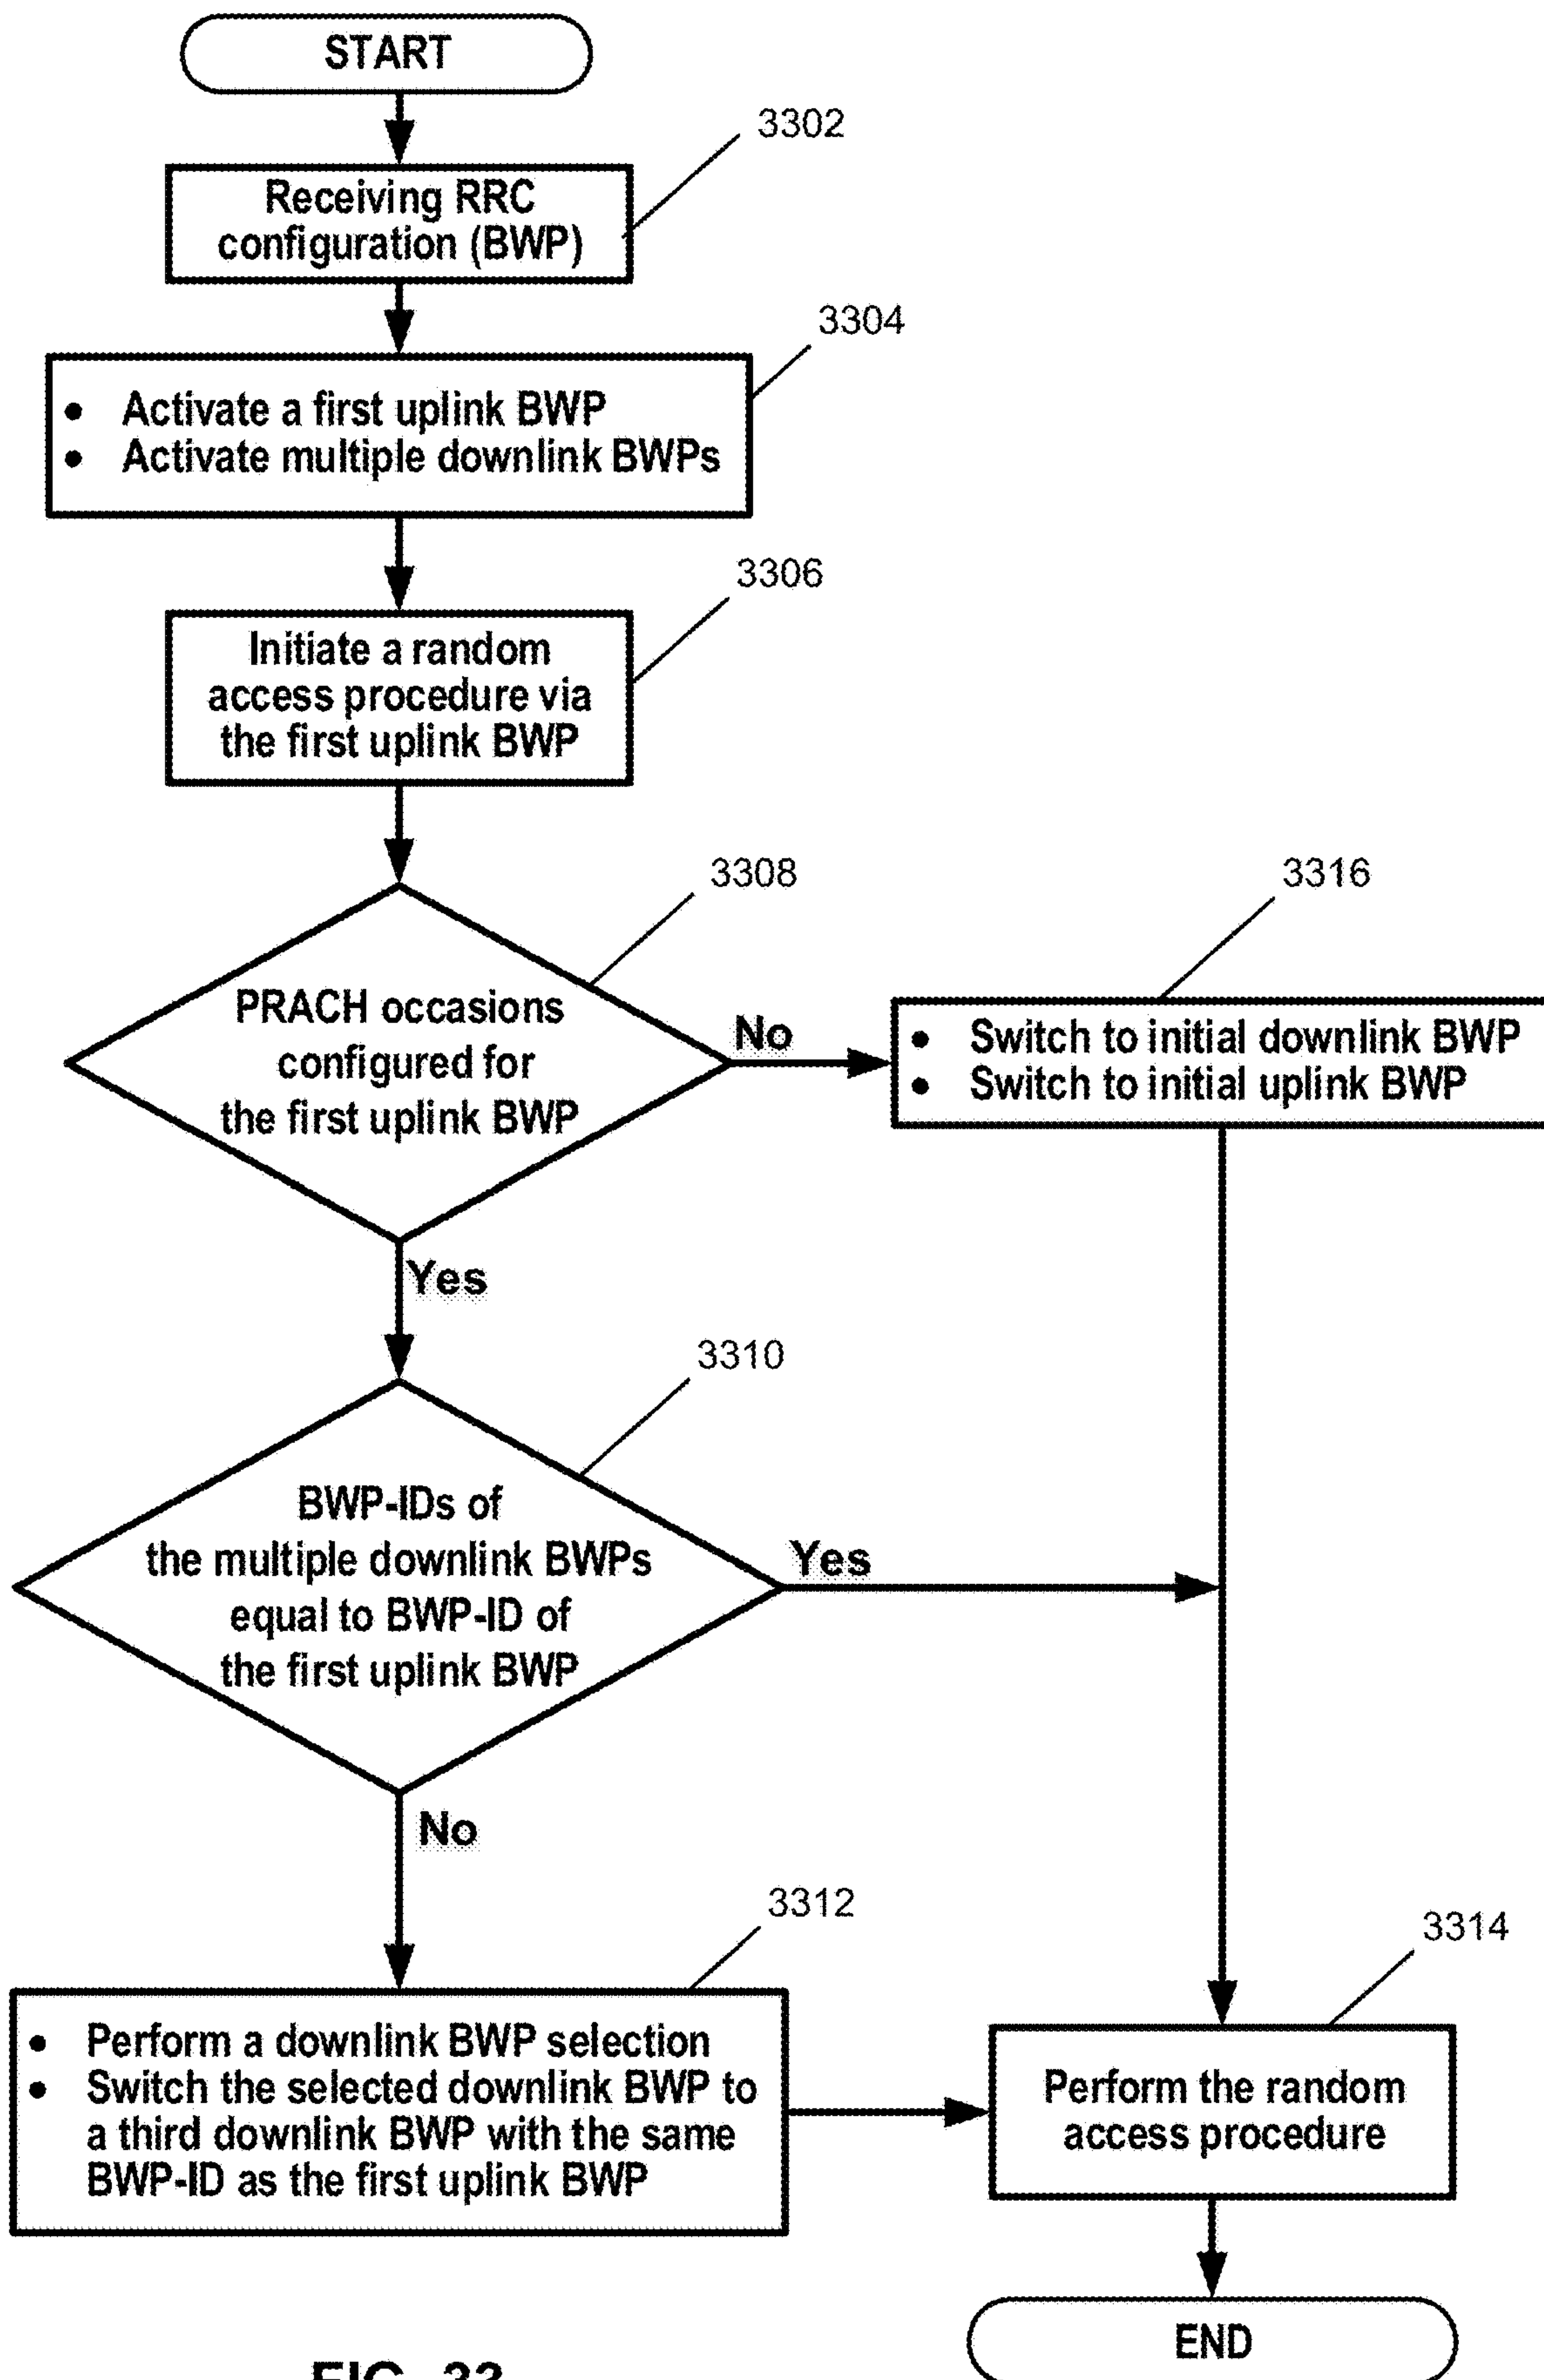 START
3302
Receiving RRC
configuration (BWP)
3304
• Activate a first uplink BWP
• Activate multiple downlink BWPs
3306
Initiate a random
access procedure via
the first uplink BWP
3308
PRACH occasions
configured for
the first uplink BWP
No
3316
• Switch to initial downlink BWP
• Switch to initial uplink BWP
Yes
3310
BWP-IDs of
the multiple downlink BWPs
equal to BWP-ID of
the first uplink BWP
Yes
No
3312
• Perform a downlink BWP selection
• Switch the selected downlink BWP to
a third downlink BWP with the same
BWP-ID as the first uplink BWP
3314
Perform the random
access procedure
END
FIG. 33